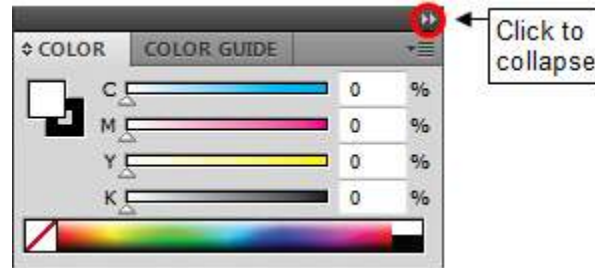 Click to
collapse
COLOR COLOR GUIDE
C 0 %
M 0 %
Y 0 %
K 0 %